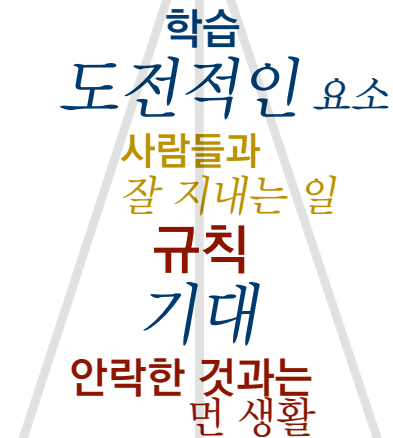 학습
도전적인 요소
사람들과
잘 지내는 일
규칙
기대
안락한 것과는
먼 생활